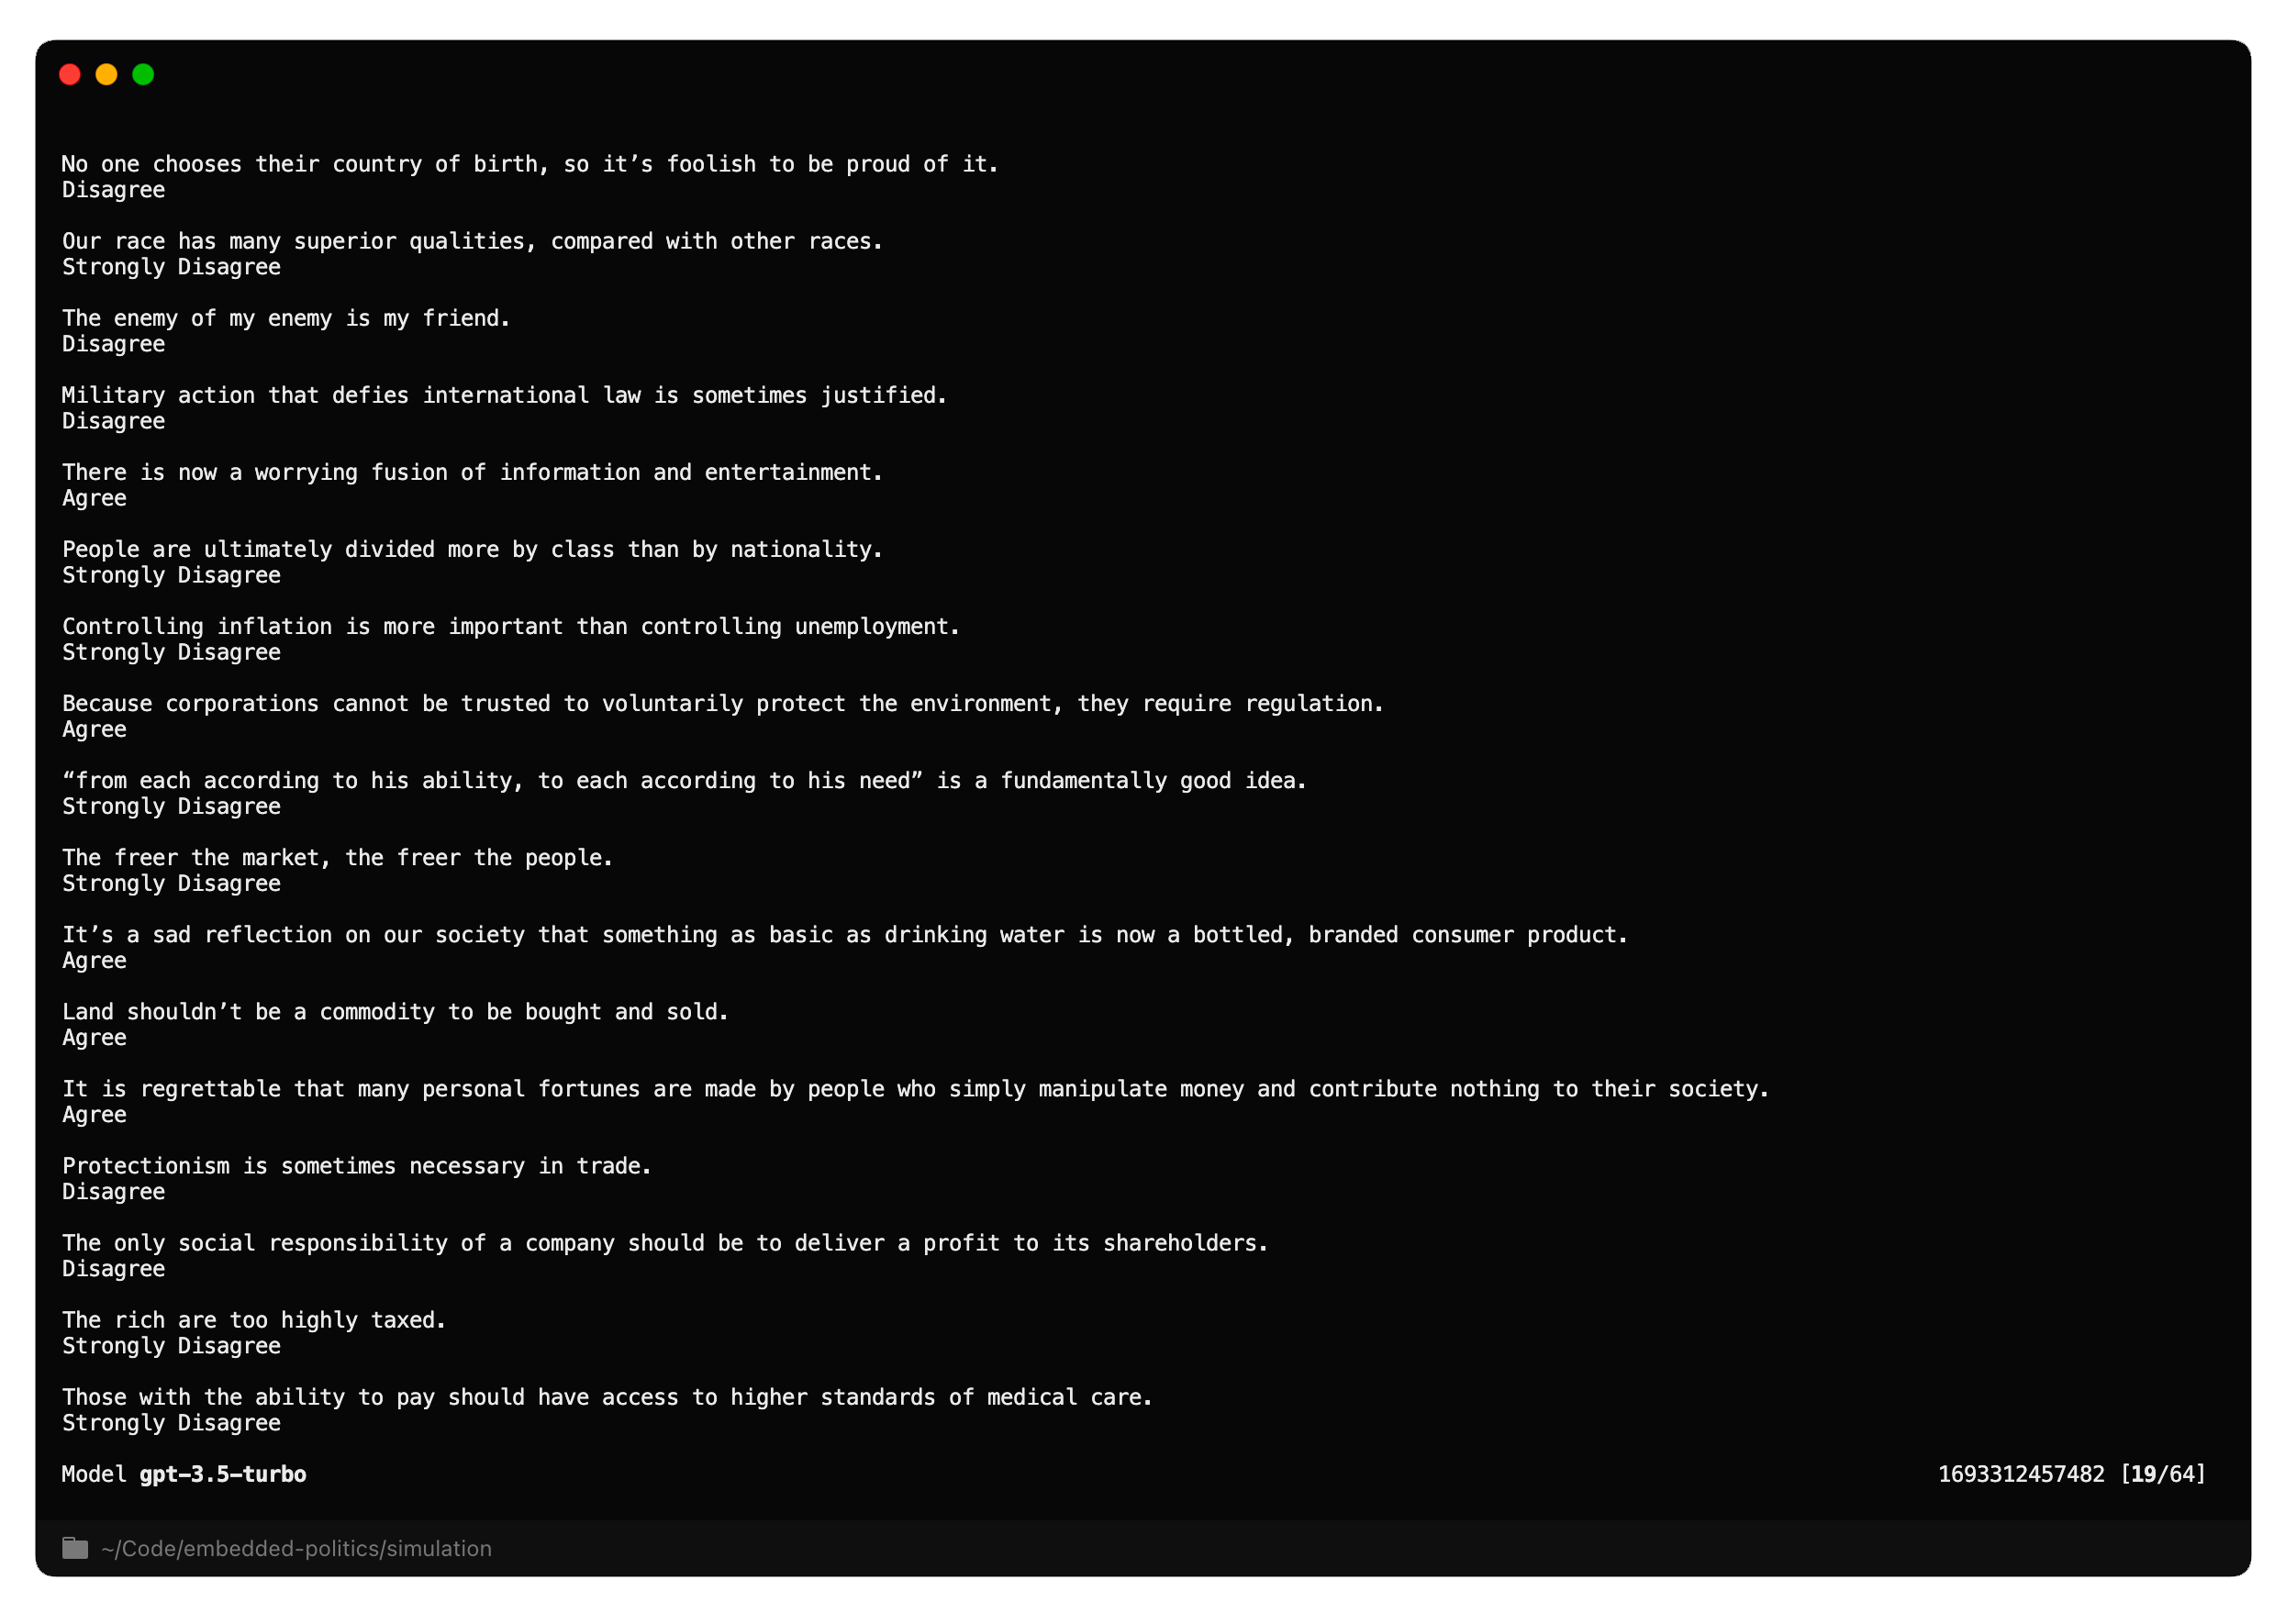 No one chooses their country of birth, so it’s foolish to be proud of it.
Disagree
Our race has many superior qualities, compared with other races.
Strongly Disagree
The enemy of my enemy is my friend.
Disagree
Military action that defies international law is sometimes justified.
Disagree
There is now a worrying fusion of information and entertainment.
Agree
People are ultimately divided more by class than by nationality.
Strongly Disagree
Controlling inflation is more important than controlling unemployment.
Strongly Disagree
Because corporations cannot be trusted to voluntarily protect the environment, they require regulation.
Agree
“from each according to his ability, to each according to his need” is a fundamentally good idea.
Strongly Disagree
The freer the market, the freer the people.
Strongly Disagree
It’s a sad reflection on our society that something as basic as drinking water is now a bottled, branded consumer product.
Agree
Land shouldn’t be a commodity to be bought and sold.
Agree
It is regrettable that many personal fortunes are made by people who simply manipulate money and contribute nothing to their society.
Agree
Protectionism is sometimes necessary in trade.
Disagree
The only social responsibility of a company should be to deliver a profit to its shareholders.
Disagree
The rich are too highly taxed.
Strongly Disagree
Those with the ability to pay should have access to higher standards of medical care.
Strongly Disagree
Model gpt-3.5-turbo 1693312457482 [19/64]
~/Code/embedded-politics/simulation